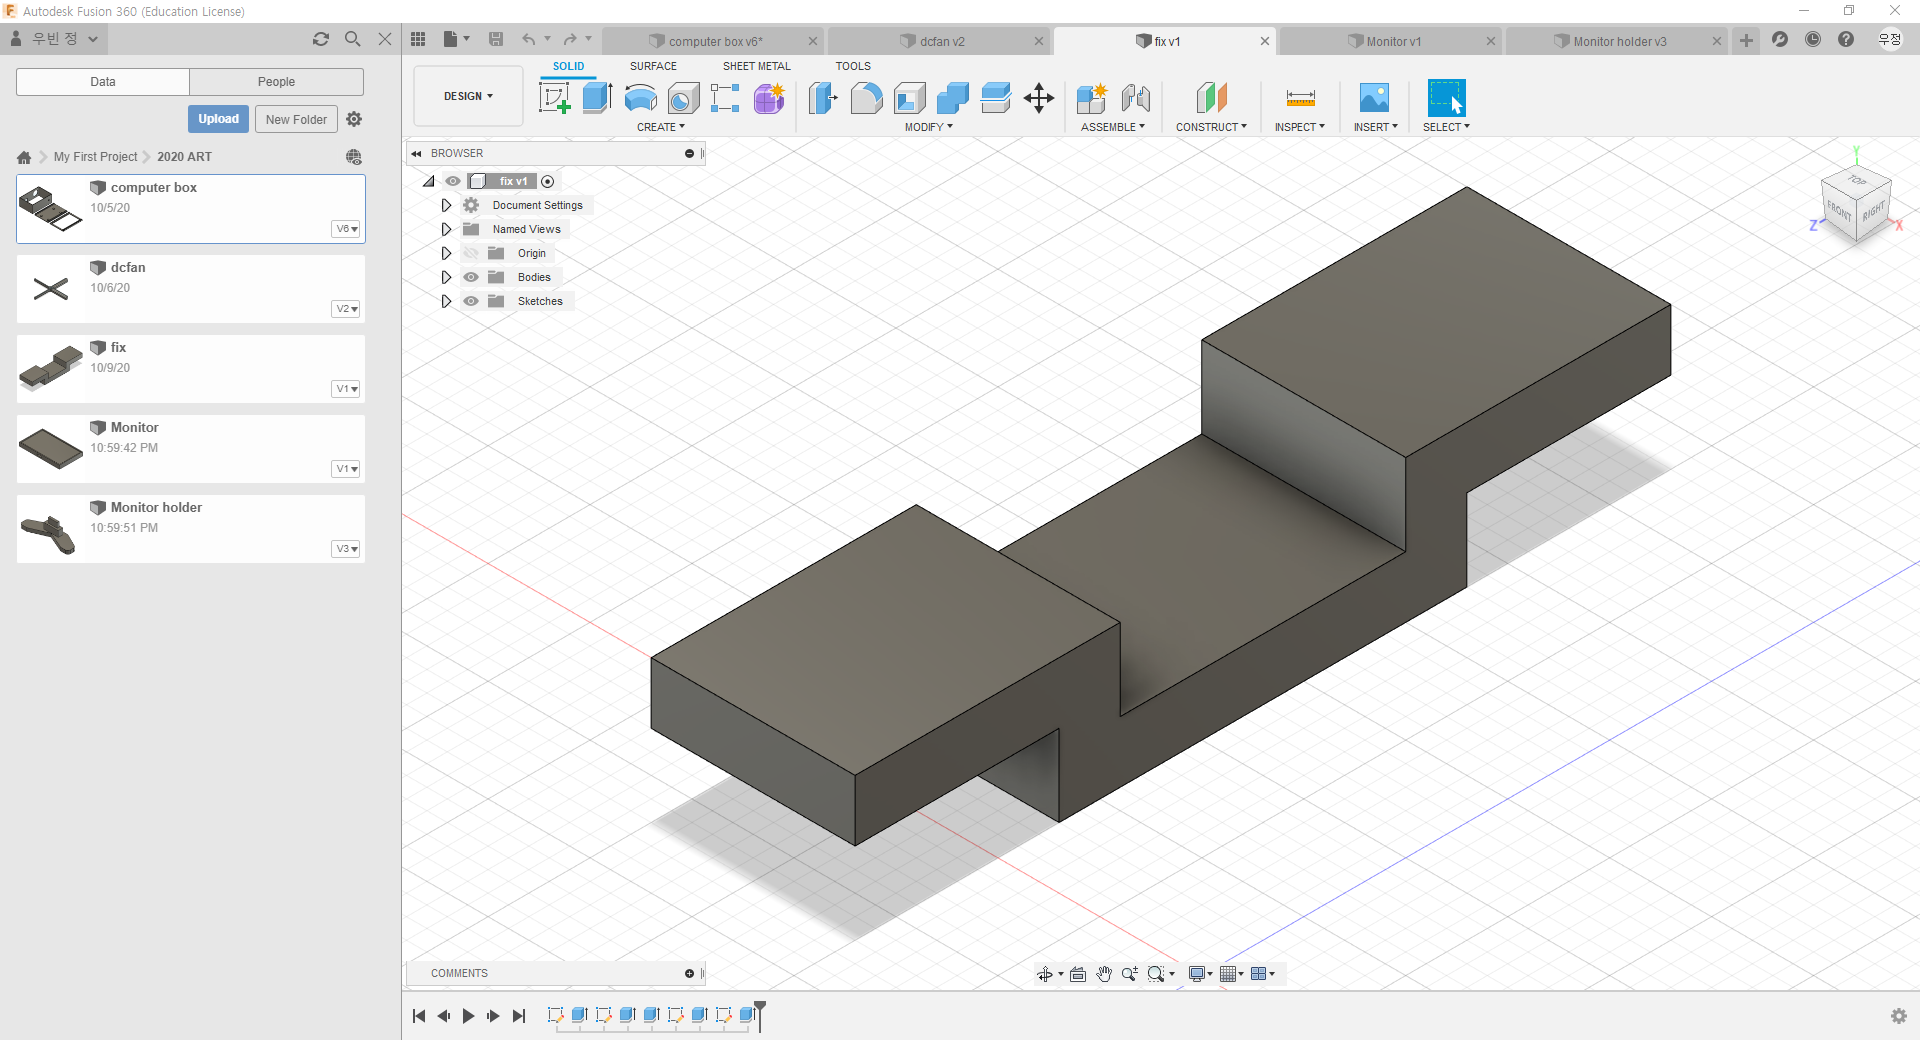 Autodesk Fusion 360 (Education License)
우빈 정
computer box v6*
dcfan v2
fix v1
Monitor v1
Monitor holder v3
우정
Data
People
Upload
New Folder
My First Project
2020 ART
computer box
10/5/20
V6
dcfan
10/6/20
V2
fix
10/9/20
V1
Monitor
10:59:42 PM
V1
Monitor holder
10:59:51 PM
V3
DESIGN
SOLID
SURFACE
SHEET METAL
TOOLS
CREATE
MODIFY
ASSEMBLE
CONSTRUCT
INSPECT
INSERT
SELECT
BROWSER
fix v1
Document Settings
Named Views
Origin
Bodies
Sketches
Y
TOP
FRONT
RIGHT
Z
X
COMMENTS